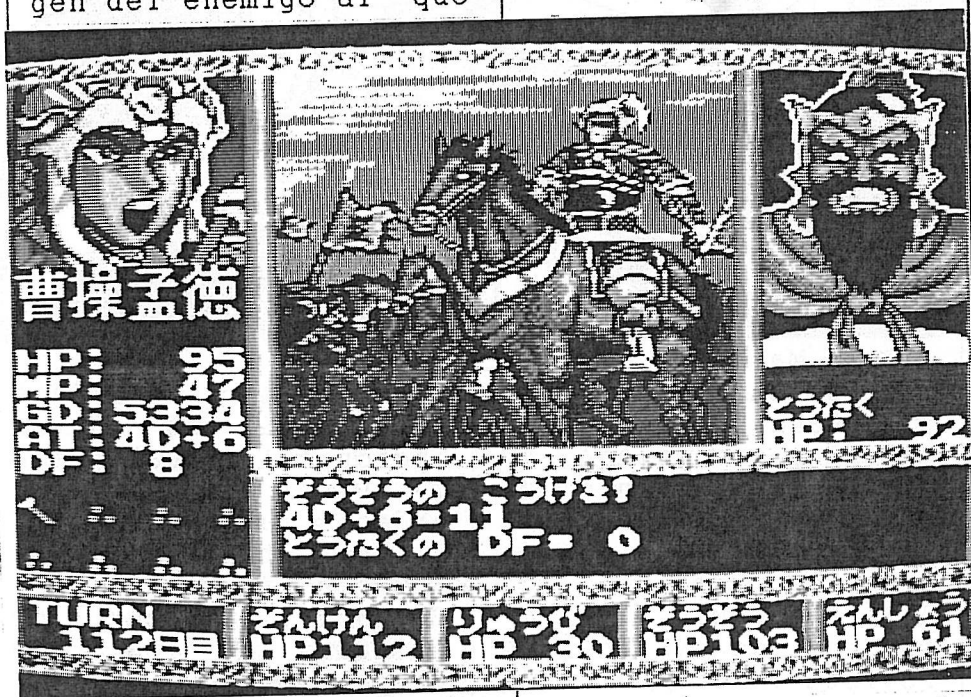 gen del enemigo al que
曹操孟徳
HP: 95
MP: 47
GD: 5334
AT: 4D+6
DF: 8
とうたく
HP: 92
そうそうの こうげき!
4D+6=11
とうたくの DF= 0
TURN
112日目
そんけん
HP112
りゅうび
HP 30
そうそう
HP103
えんしょう
HP 61